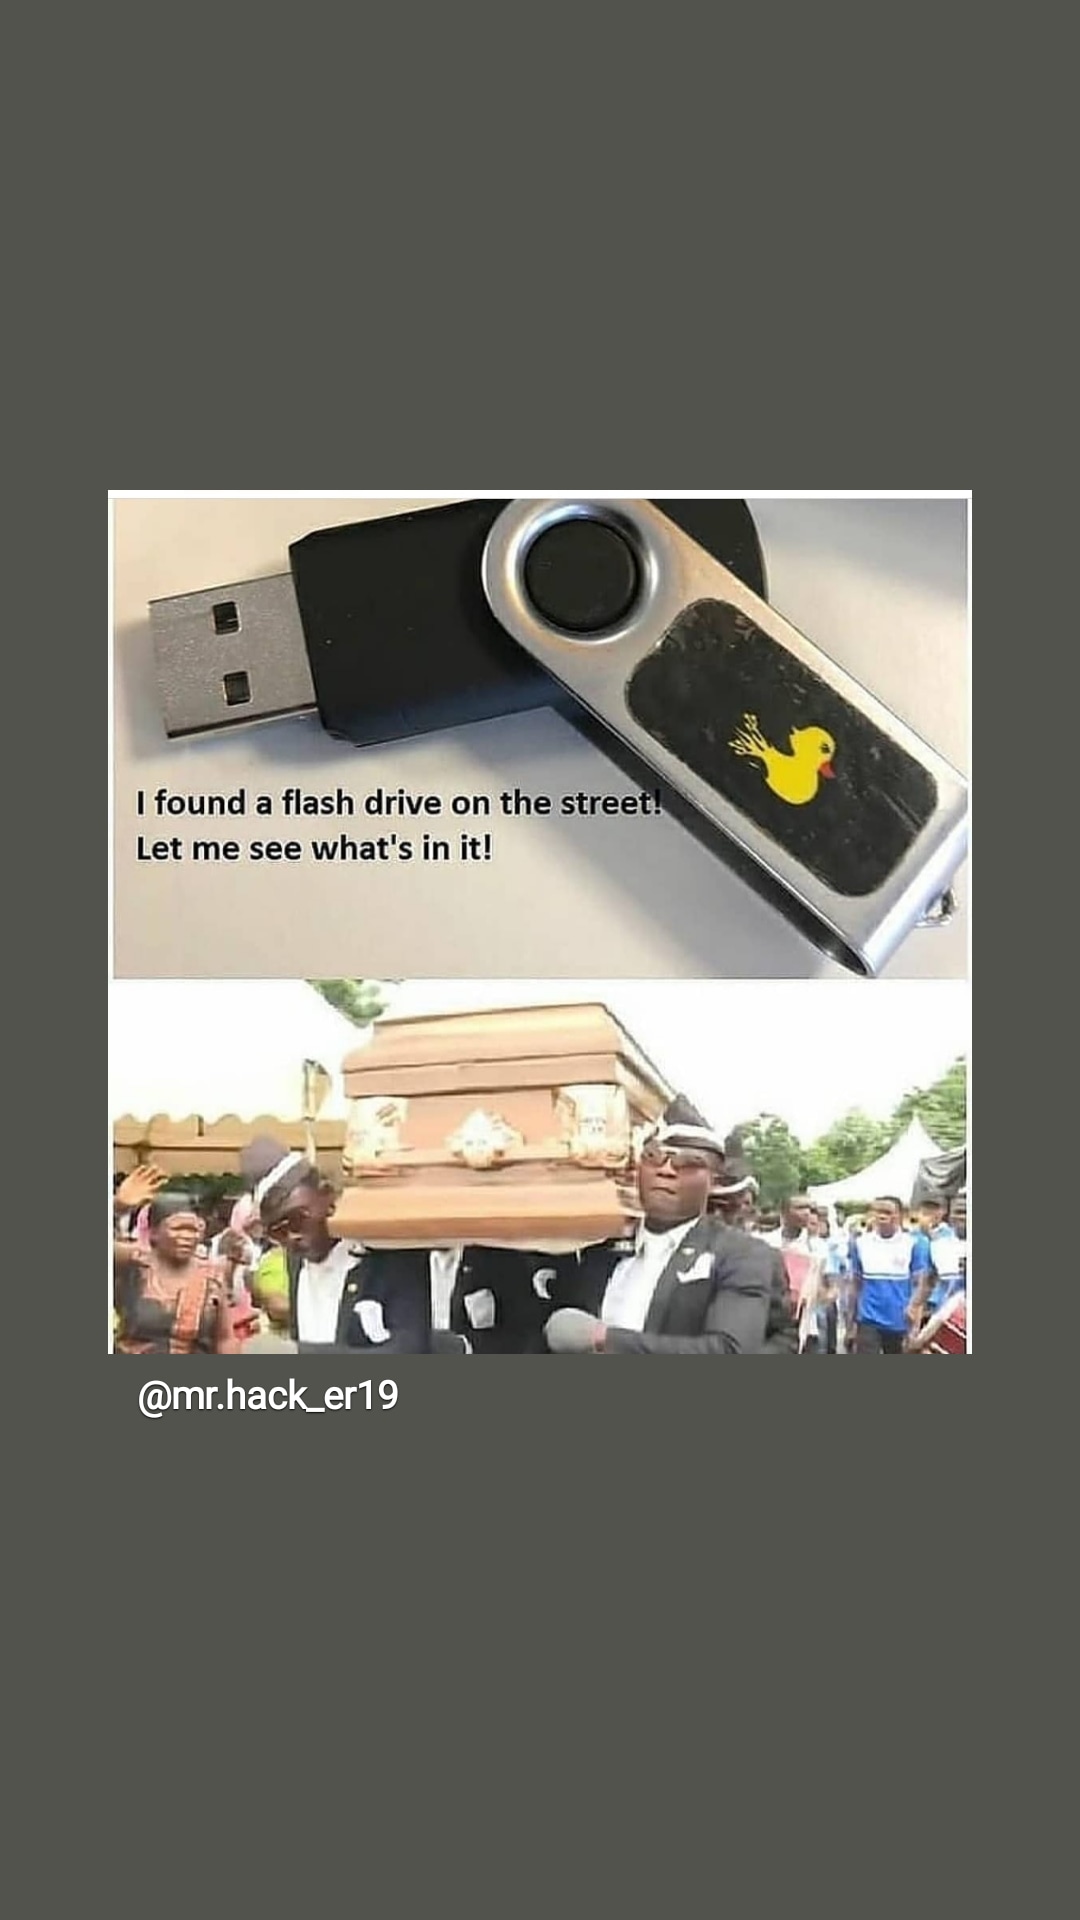 I found a flash drive on the street!
Let me see what's in it!
@mr.hack_er19